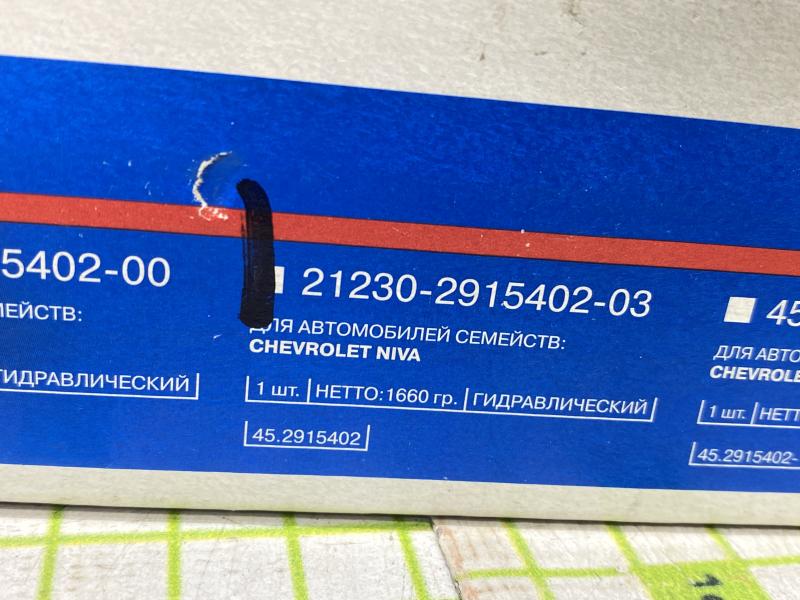 5402-00
21230-2915402-03
45
ДЛЯ АВТОМОБИЛЕЙ СЕМЕЙСТВ:
CHEVROLET NIVA
ГИДРАВЛИЧЕСКИЙ
1 шт. НЕТТО:1660 гр. ГИДРАВЛИЧЕСКИЙ
45.2915402
ДЛЯ АВТО
CHEVROLE
1 шт. НЕТТ
45.2915402-